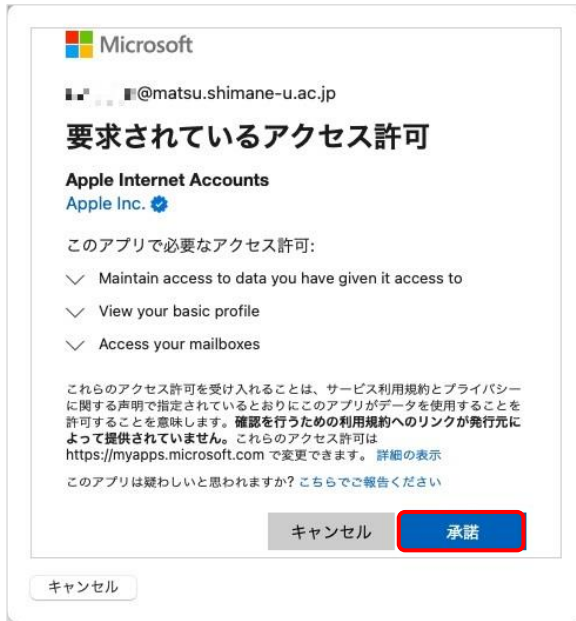 Microsoft
@matsu.shimane-u.ac.jp
要求されているアクセス許可
Apple Internet Accounts
Apple Inc.
このアプリで必要なアクセス許可:
Maintain access to data you have given it access to
View your basic profile
Access your mailboxes
これらのアクセス許可を受け入れることは、サービス利用規約とプライバシー
に関する声明で指定されているとおりにこのアプリがデータを使用することを
許可することを意味します。確認を行うための利用規約へのリンクが発行元に
よって提供されていません。これらのアクセス許可は
https://myapps.microsoft.com で変更できます。 詳細の表示
このアプリは疑わしいと思われますか? こちらでご報告ください
キャンセル 承諾
キャンセル